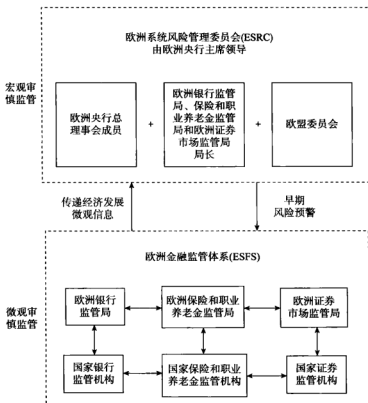 欧洲系统风险管理委员会(ESRC)
由欧洲央行主席领导
宏观审
慎监管
欧洲央行总
理事会成员
+
欧洲银行监管
局、保险和职
业养老金监管
局和欧洲证券
市场监管局
局长
+
欧盟委员会
传递经济发展
微观信息
早期
风险预警
欧洲金融监管体系(ESFS)
微观审
慎监管
欧洲银行
监管局
欧洲保险和职业
养老金监管局
欧洲证券
市场监管局
国家银行
监管机构
国家保险和职业
养老金监管机构
国家证券
监管机构